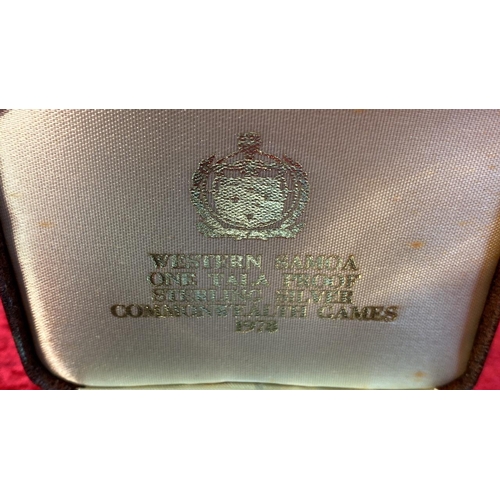 WESTERN SAMOA
ONE TALA PROOF
STERLING SILVER
COMMONWEALTH GAMES
1978